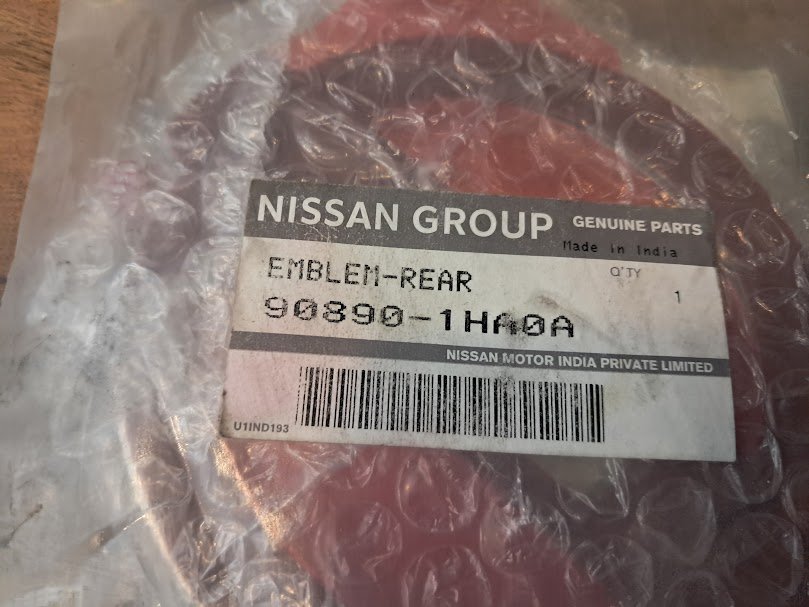 NISSAN GROUP GENUINE PARTS
Made in India
EMBLEM-REAR Q'TY
90890-1HA0A 1
NISSAN MOTOR INDIA PRIVATE LIMITED
U1IND193